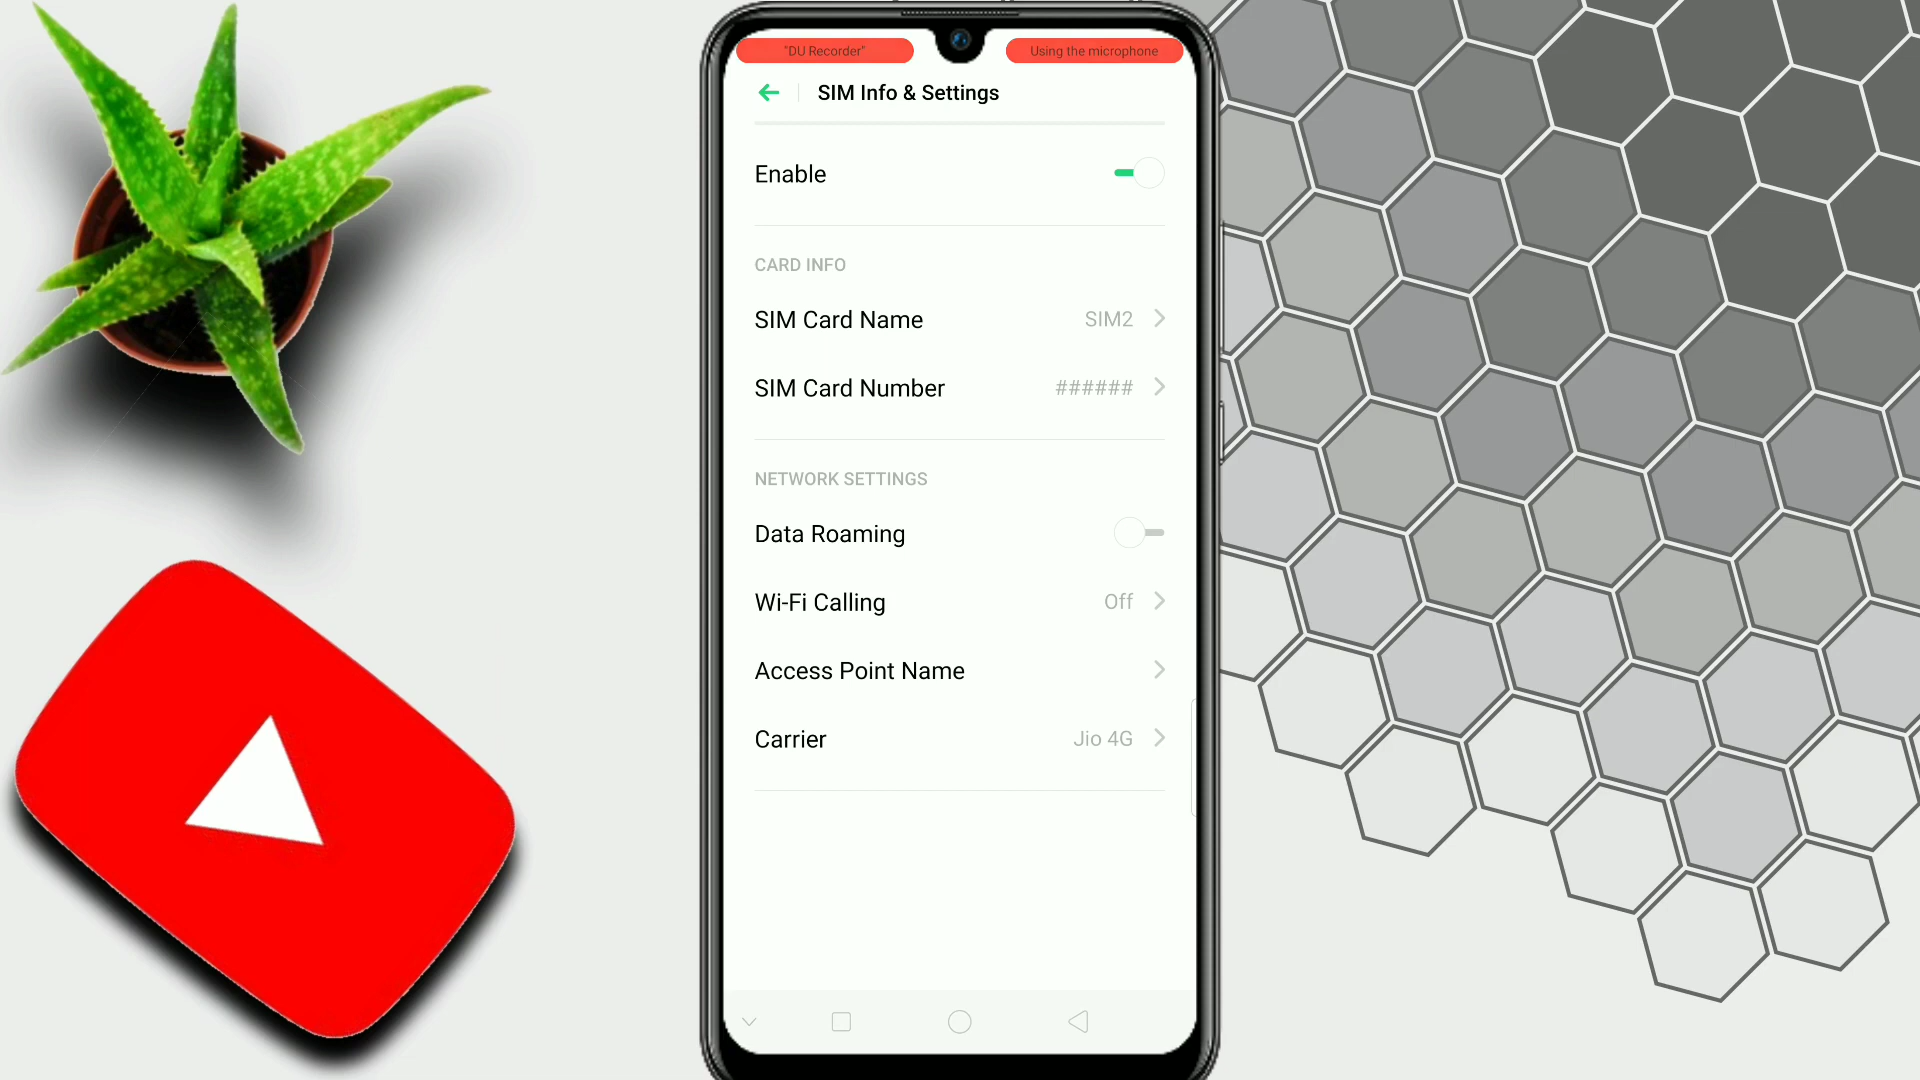 "DU Recorder"
Using the microphone
SIM Info & Settings
Enable
CARD INFO
SIM Card Name SIM2
SIM Card Number ######
NETWORK SETTINGS
Data Roaming
Wi-Fi Calling Off
Access Point Name
Carrier Jio 4G